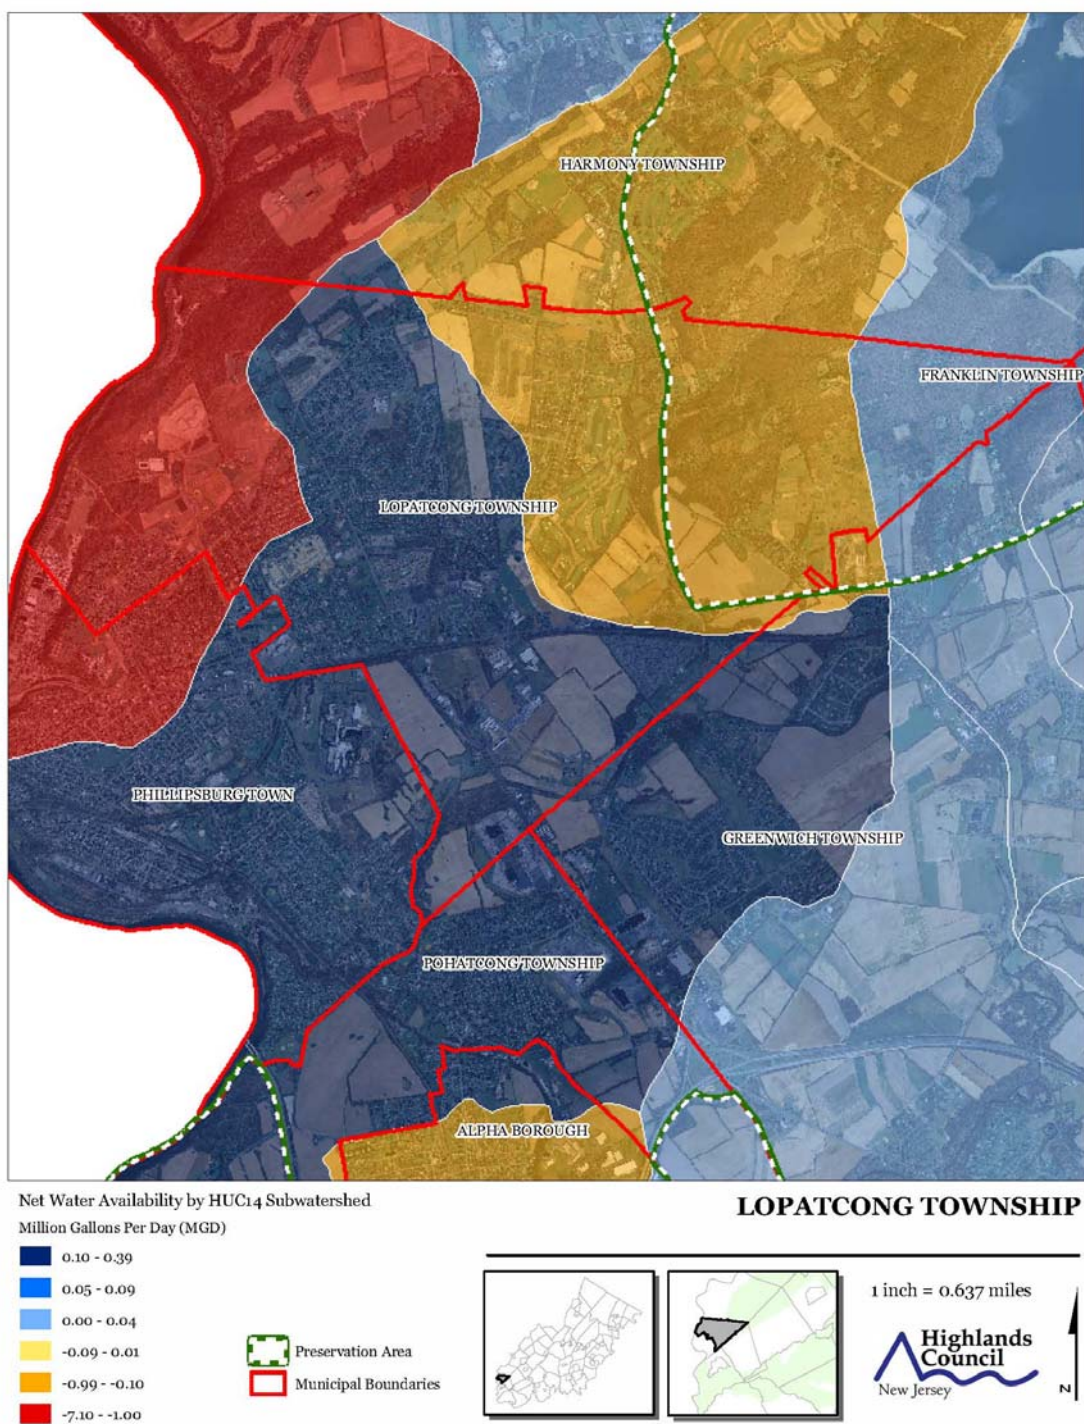 HARMONY TOWNSHIP
FRANKLIN TOWNSHIP
LOPATCONG TOWNSHIP
PHILLIPSBURG TOWN
GREENWICH TOWNSHIP
POHATCONG TOWNSHIP
ALPHA BOROUGH
Net Water Availability by HUC14 Subwatershed
Million Gallons Per Day (MGD)
0.10 - 0.39
0.05 - 0.09
0.00 - 0.04
-0.09 - 0.01
-0.99 - -0.10
-7.10 - -1.00
Preservation Area
Municipal Boundaries
LOPATCONG TOWNSHIP
1 inch = 0.637 miles
Highlands
Council
New Jersey
N